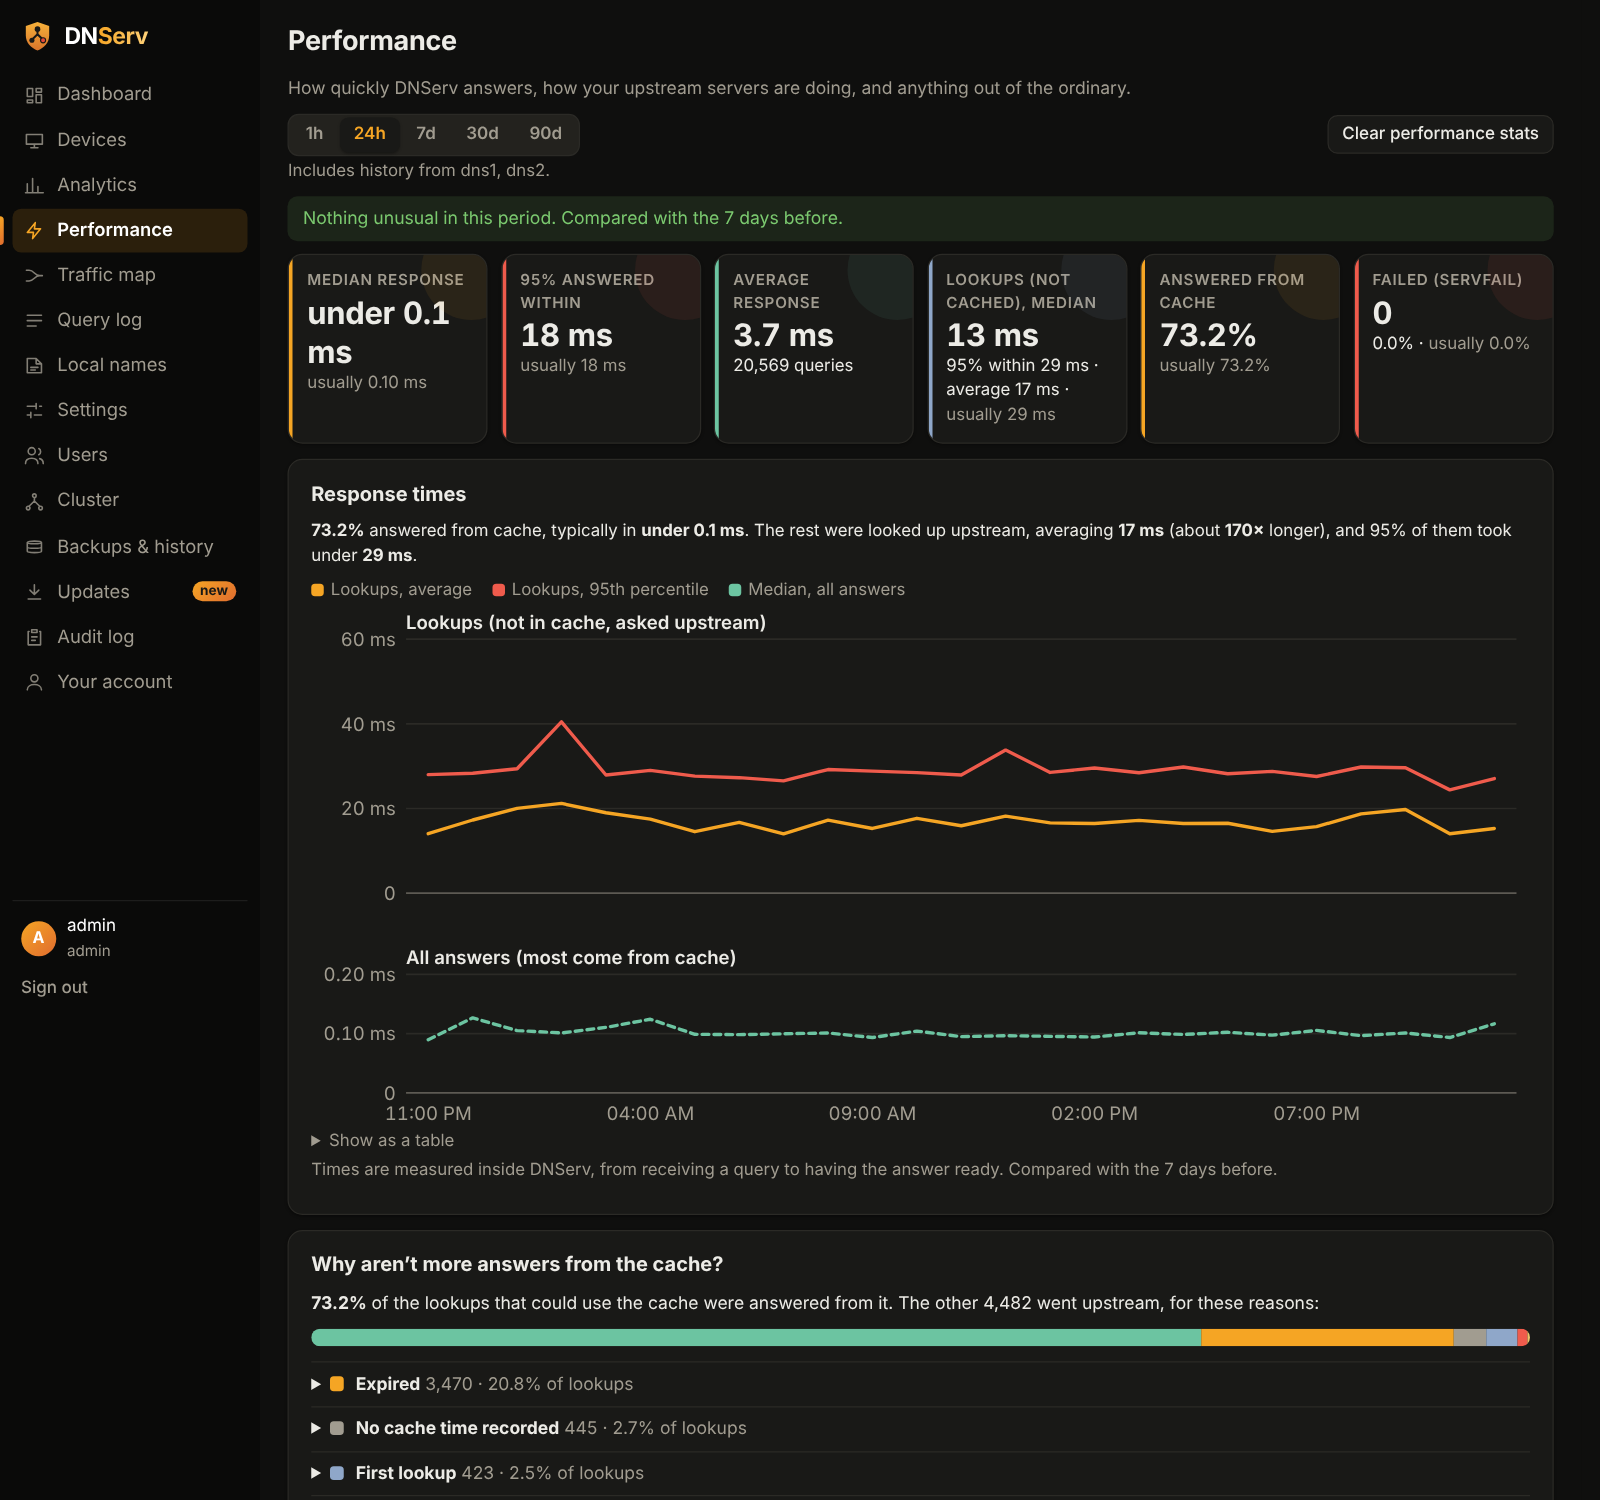 DNServ
Dashboard
Devices
Analytics
Performance
Traffic map
Query log
Local names
Settings
Users
Cluster
Backups & history
Updates new
Audit log
Your account
A
admin
admin
Sign out
Performance
How quickly DNServ answers, how your upstream servers are doing, and anything out of the ordinary.
1h 24h 7d 30d 90d
Clear performance stats
Includes history from dns1, dns2.
Nothing unusual in this period. Compared with the 7 days before.
MEDIAN RESPONSE
under 0.1
ms
usually 0.10 ms
95% ANSWERED
WITHIN
18 ms
usually 18 ms
AVERAGE
RESPONSE
3.7 ms
20,569 queries
LOOKUPS (NOT
CACHED), MEDIAN
13 ms
95% within 29 ms ·
average 17 ms ·
usually 29 ms
ANSWERED FROM
CACHE
73.2%
usually 73.2%
FAILED (SERVFAIL)
0
0.0% · usually 0.0%
Response times
73.2% answered from cache, typically in under 0.1 ms. The rest were looked up upstream, averaging 17 ms (about 170× longer), and 95% of them took
under 29 ms.
Lookups, average Lookups, 95th percentile Median, all answers
Lookups (not in cache, asked upstream)
60 ms
40 ms
20 ms
0
All answers (most come from cache)
0.20 ms
0.10 ms
0
11:00 PM 04:00 AM 09:00 AM 02:00 PM 07:00 PM
Show as a table
Times are measured inside DNServ, from receiving a query to having the answer ready. Compared with the 7 days before.
Why aren’t more answers from the cache?
73.2% of the lookups that could use the cache were answered from it. The other 4,482 went upstream, for these reasons:
Expired 3,470 · 20.8% of lookups
No cache time recorded 445 · 2.7% of lookups
First lookup 423 · 2.5% of lookups